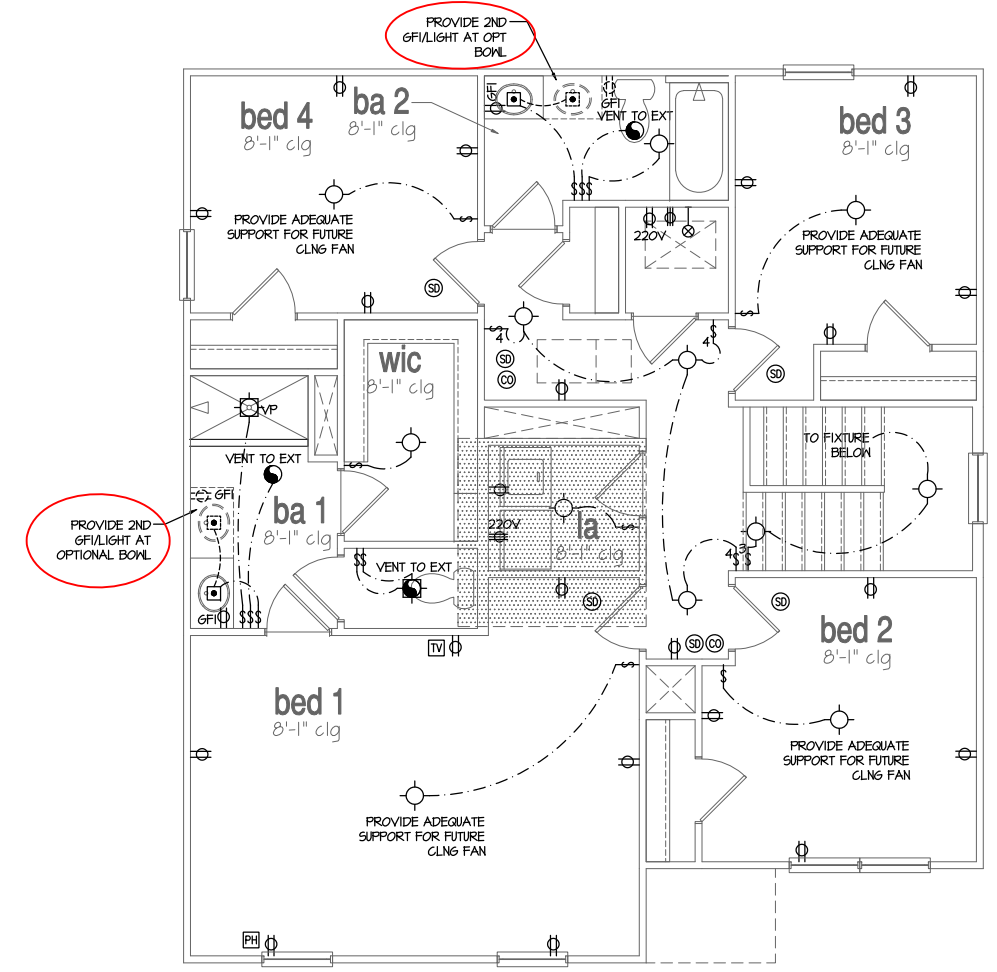 PROVIDE 2ND
GFI/LIGHT AT OPT
BOWL
bed 4
8'-1" clg
ba 2
8'-1" clg
GFI
GFI
VENT TO EXT
$$$
bed 3
8'-1" clg
PROVIDE ADEQUATE
SUPPORT FOR FUTURE
CLNG FAN
$
220V
PROVIDE ADEQUATE
SUPPORT FOR FUTURE
CLNG FAN
$
SD
$
4
$
4
SD
CO
SD
wic
8'-1" clg
VP
$
TO FIXTURE
BELOW
VENT TO EXT
GFI
PROVIDE 2ND
GFI/LIGHT AT
OPTIONAL BOWL
ba 1
8'-1" clg
220V
la
8'-1" clg
$
4
3
$$
$$
VENT TO EXT
GFI
$$$
SD
SD
TV
SD
CO
bed 2
8'-1" clg
$
$
bed 1
8'-1" clg
PROVIDE ADEQUATE
SUPPORT FOR FUTURE
CLNG FAN
PROVIDE ADEQUATE
SUPPORT FOR FUTURE
CLNG FAN
PH